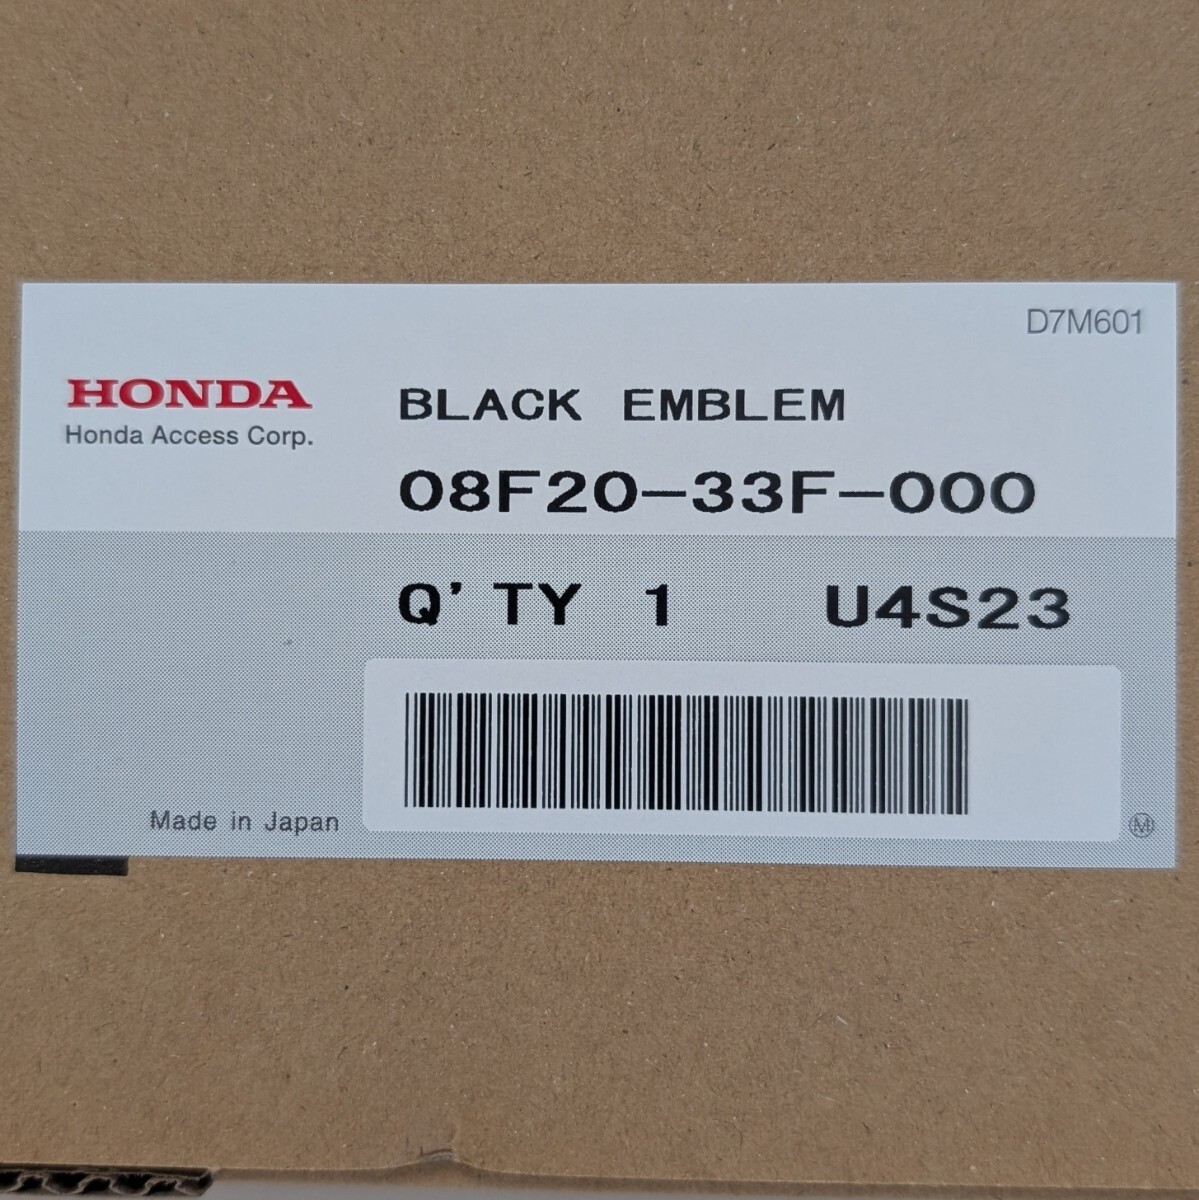 D7M601
HONDA
Honda Access Corp.
BLACK EMBLEM
08F20-33F-000
Q'TY 1 U4S23
Made in Japan
M